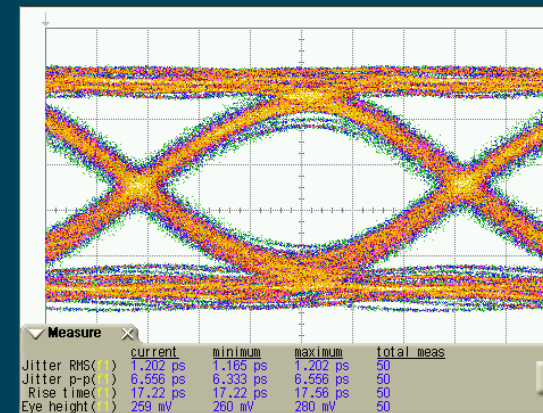 Measure
current minimum maximum total meas
Jitter RMS(f1) 1.202 ps 1.165 ps 1.202 ps 50
Jitter p-p(f1) 6.556 ps 6.333 ps 6.556 ps 50
Rise time(f1) 17.22 ps 17.22 ps 17.56 ps 50
Eye height(f1) 259 mV 260 mV 280 mV 50